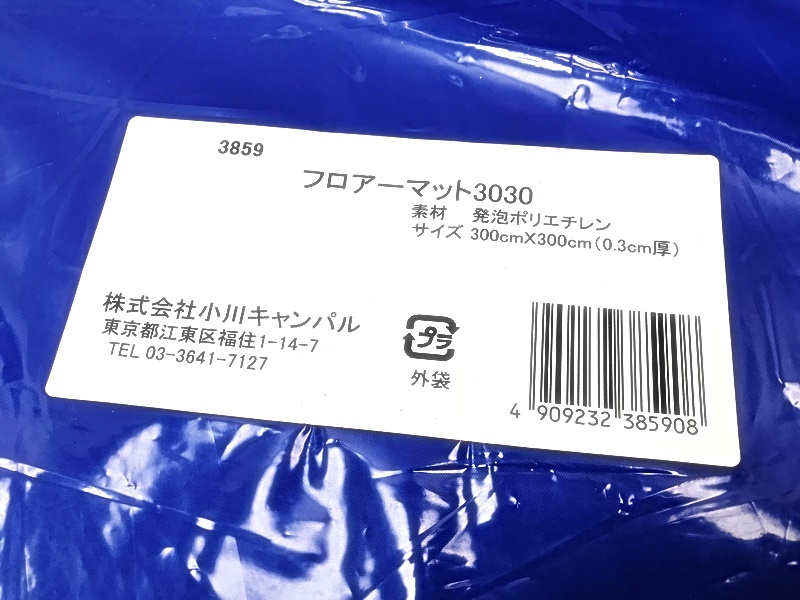 3859
フロアーマット3030
素材 発泡ポリエチレン
サイズ 300cmX300cm(0.3cm厚)
株式会社小川キャンパル
東京都江東区福住1-14-7
TEL 03-3641-7127
プラ
外袋
4 909232 385908